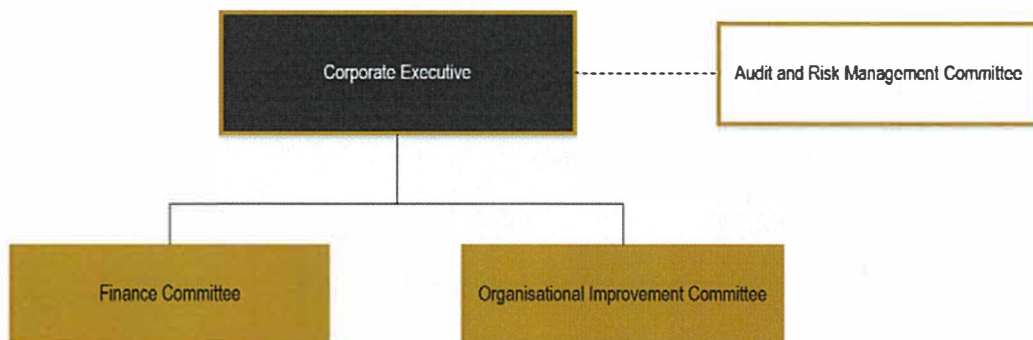 Corporate Executive
Audit and Risk Management Committee
Finance Committee
Organisational Improvement Committee